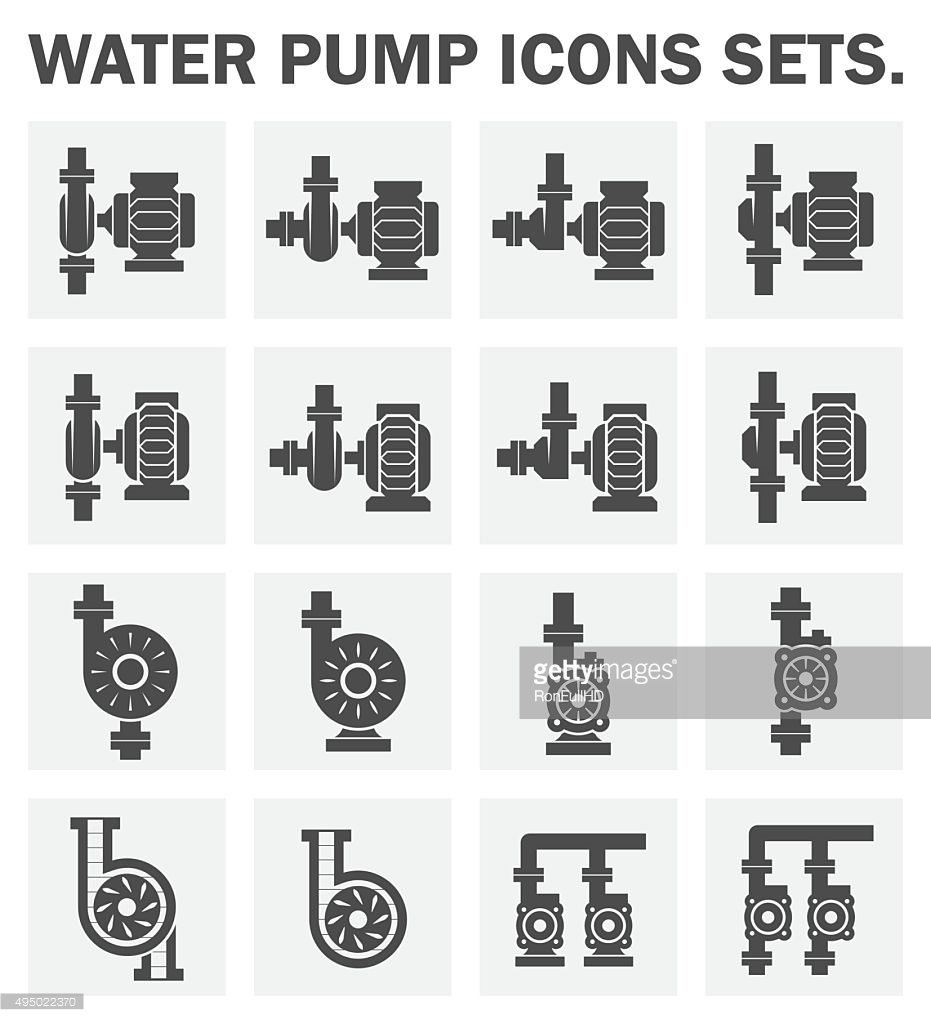 WATER PUMP ICONS SETS.
gettyimages®
RonFullHD
495022370